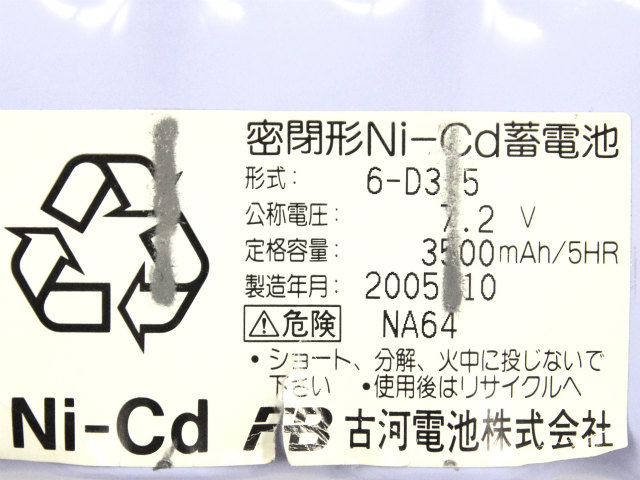 密閉形Ni-Cd蓄電池
形式: 6-D3 5
公称電圧: 7.2 V
定格容量: 3500mAh/5HR
製造年月: 2005 10
⚠危険 NA64
・ショート、分解、火中に投じないで
下さい ・使用後はリサイクルへ
Ni-Cd FB 古河電池株式会社